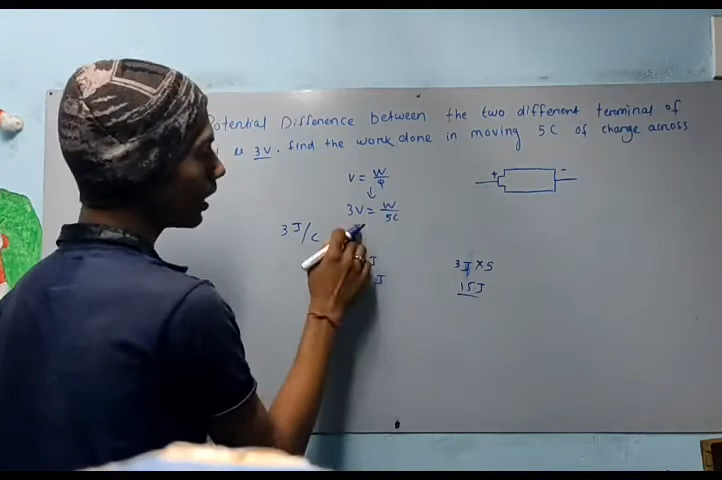 Potential Difference between the two different terminal of
3V. find the work done in moving 5C of charge across
+ -
V = W/q
↓
3V = W/5C
3 J/C
J
3J x 5
J
15J